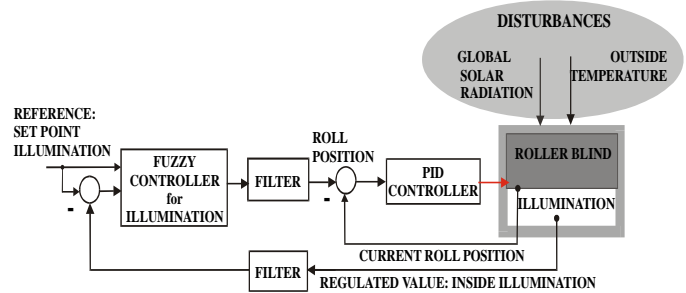 DISTURBANCES
GLOBAL
SOLAR
RADIATION
OUTSIDE
TEMPERATURE
REFERENCE:
SET POINT
ILLUMINATION
FUZZY
CONTROLLER
for
ILLUMINATION
FILTER
ROLL
POSITION
PID
CONTROLLER
ROLLER BLIND
ILLUMINATION
-
-
CURRENT ROLL POSITION
FILTER
REGULATED VALUE: INSIDE ILLUMINATION